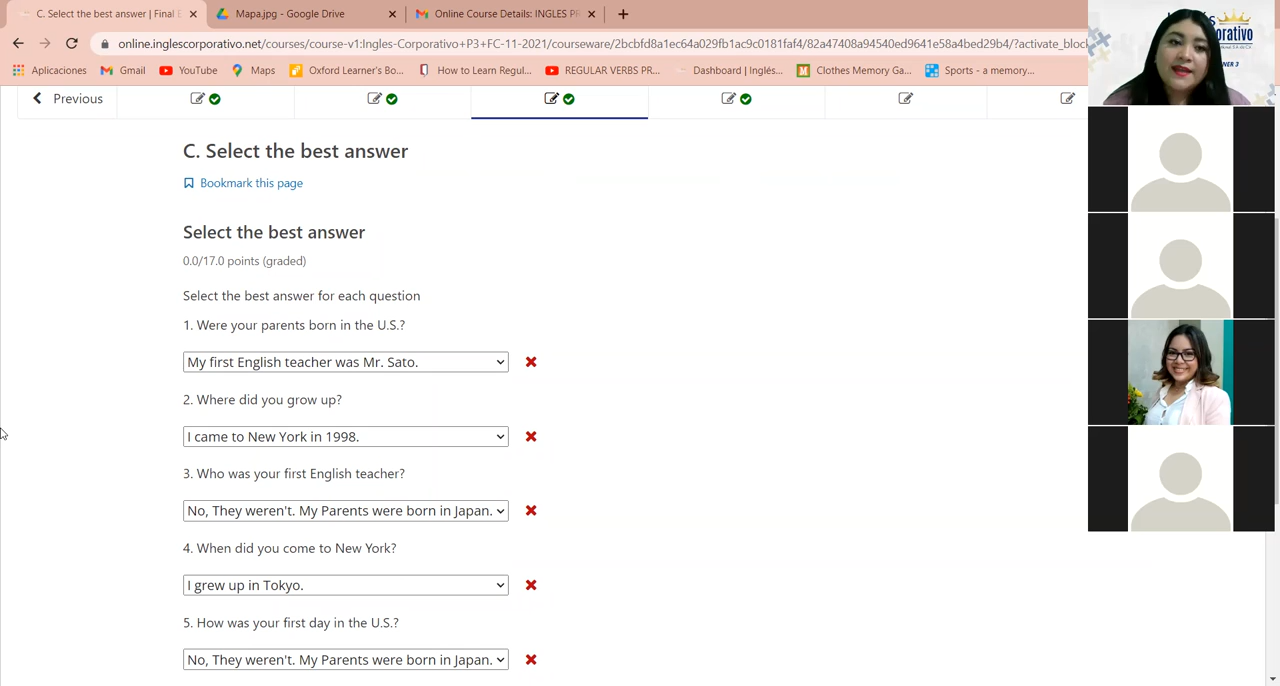 C. Select the best answer | Final E
Mapa.jpg - Google Drive
Online Course Details: INGLES PR
online.inglescorporativo.net/courses/course-v1:Ingles-Corporativo+P3+FC-11-2021/courseware/2bcbfd8a1ec64a029fb1ac9c0181faf4/82a47408a94540ed9641e58a4bed29b4/?activate_block
Aplicaciones
Gmail
YouTube
Maps
Oxford Learner's Bo...
How to Learn Regul...
REGULAR VERBS PR...
Dashboard | Inglés...
Clothes Memory Ga...
Sports - a memory...
Previous
C. Select the best answer
Bookmark this page
Select the best answer
0.0/17.0 points (graded)
Select the best answer for each question
1. Were your parents born in the U.S.?
My first English teacher was Mr. Sato.
2. Where did you grow up?
I came to New York in 1998.
3. Who was your first English teacher?
No, They weren't. My Parents were born in Japan.
4. When did you come to New York?
I grew up in Tokyo.
5. How was your first day in the U.S.?
No, They weren't. My Parents were born in Japan.